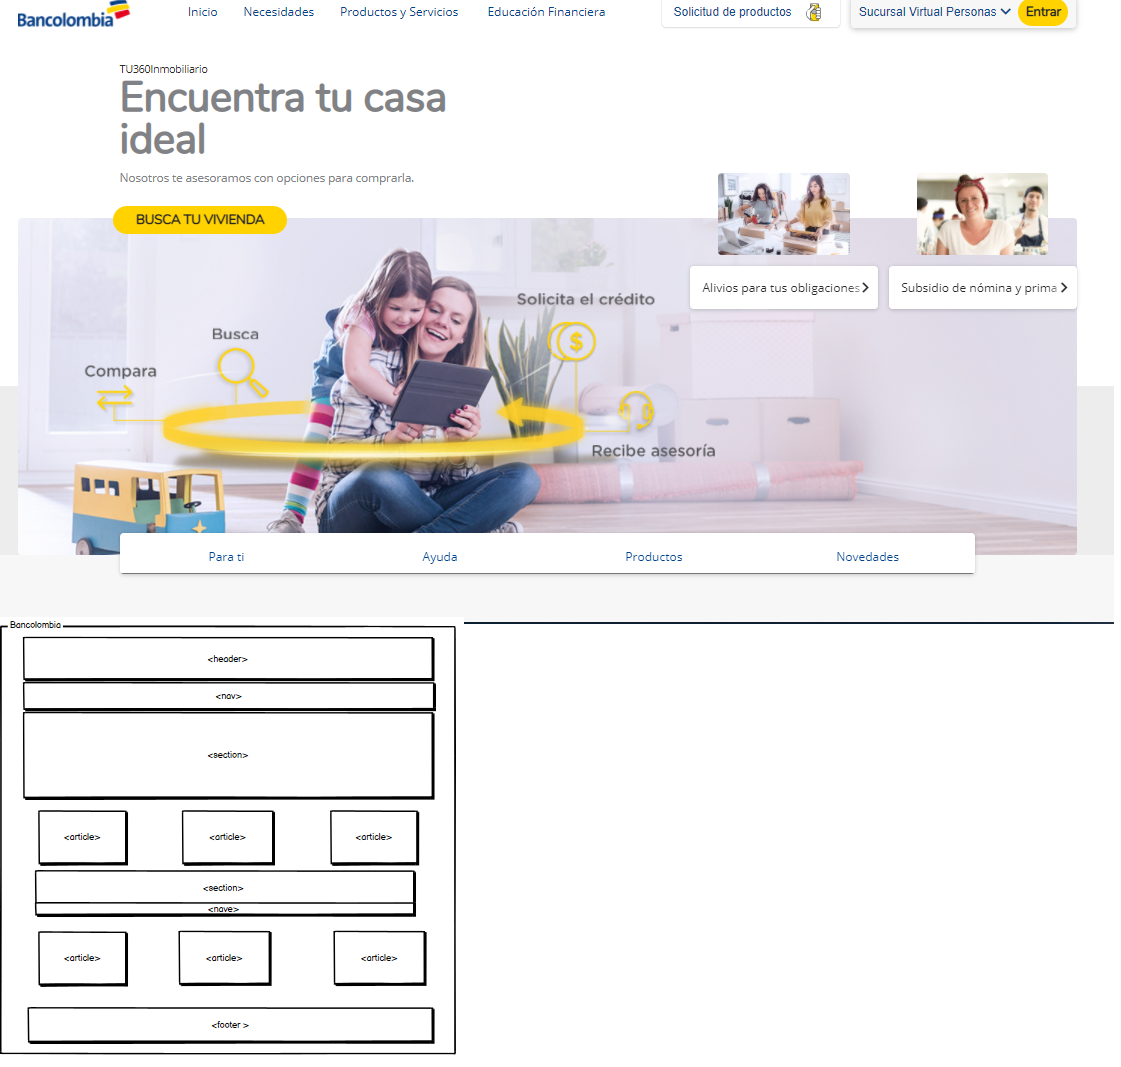 Bancolombia
Inicio
Necesidades
Productos y Servicios
Educación Financiera
Solicitud de productos
Sucursal Virtual Personas
Entrar
TU360Inmobiliario
Encuentra tu casa
ideal
Nosotros te asesoramos con opciones para comprarla.
BUSCA TU VIVIENDA
Alivios para tus obligaciones
Subsidio de nómina y prima
Solicita el crédito
$
Busca
Compara
Recibe asesoría
Para ti
Ayuda
Productos
Novedades
Bancolombia
<header>
<nav>
<section>
<article>
<article>
<article>
<section>
<nave>
<article>
<article>
<article>
<footer >